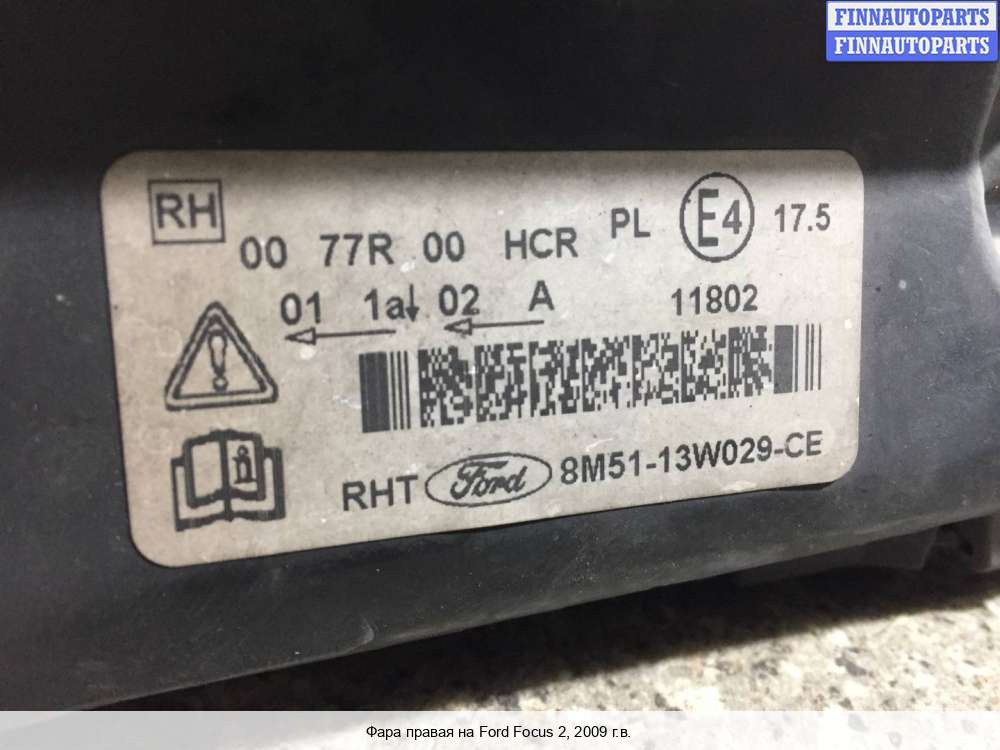 FINNAUTOPARTS
FINNAUTOPARTS
RH 00 77R 00 HCR PL E4 17.5
01 1a↓ 02 A 11802
RHT Ford 8M51-13W029-CE
Фара правая на Ford Focus 2, 2009 г.в.